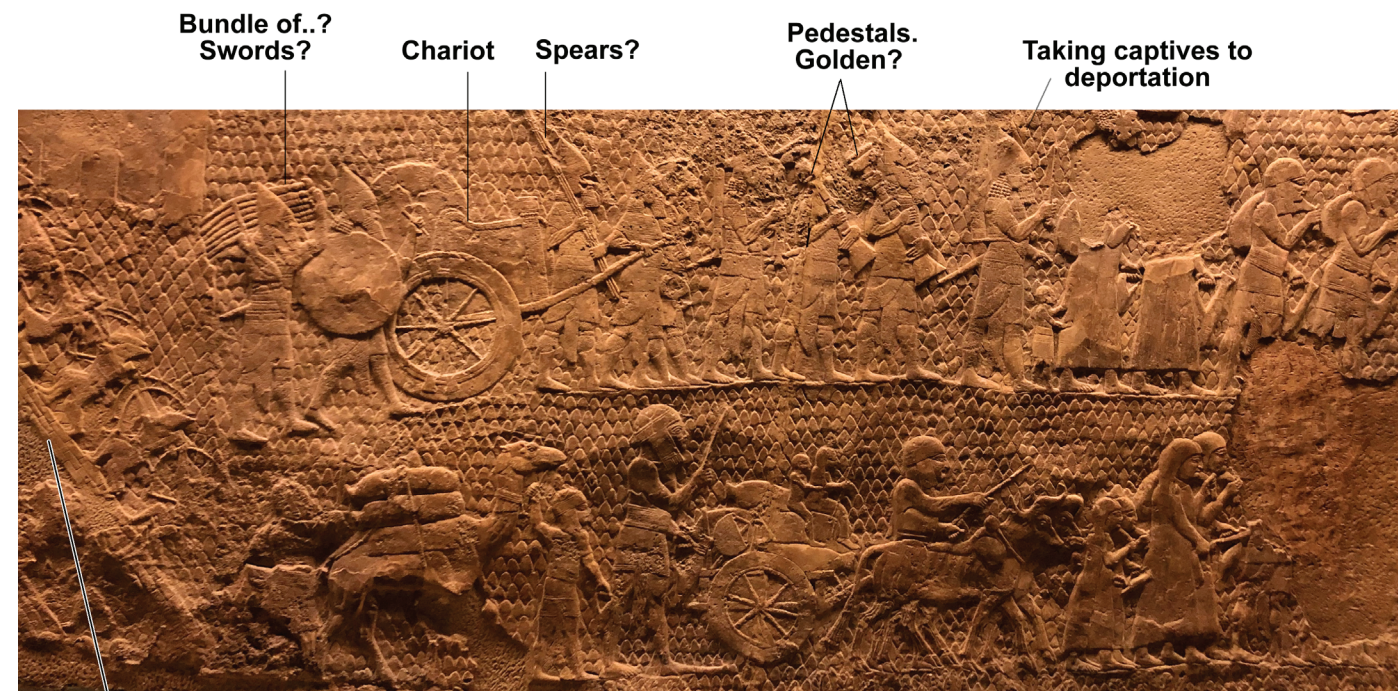 Bundle of..?
Swords?
Chariot
Spears?
Pedestals.
Golden?
Taking captives to
deportation